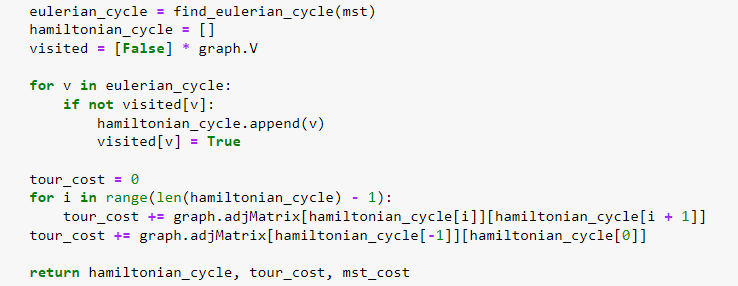 eulerian_cycle = find_eulerian_cycle(mst)
hamiltonian_cycle = []
visited = [False] * graph.V

for v in eulerian_cycle:
    if not visited[v]:
        hamiltonian_cycle.append(v)
        visited[v] = True

tour_cost = 0
for i in range(len(hamiltonian_cycle) - 1):
    tour_cost += graph.adjMatrix[hamiltonian_cycle[i]][hamiltonian_cycle[i + 1]]
tour_cost += graph.adjMatrix[hamiltonian_cycle[-1]][hamiltonian_cycle[0]]

return hamiltonian_cycle, tour_cost, mst_cost